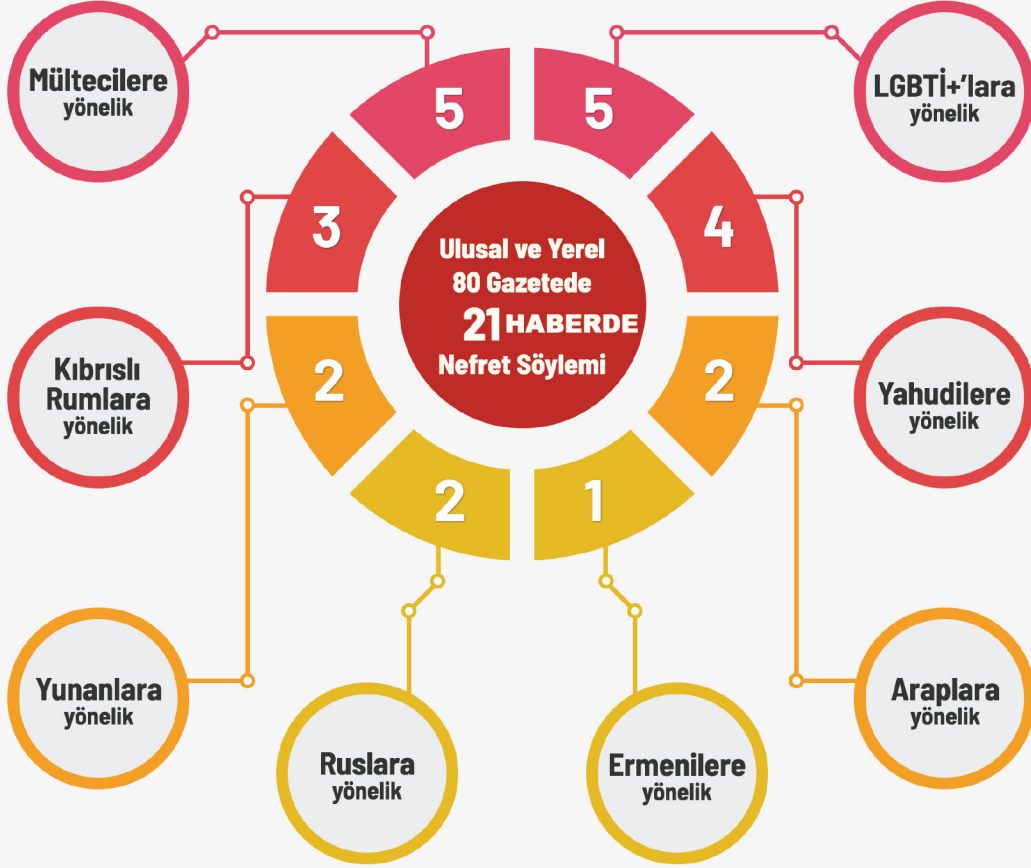 Mültecilere
yönelik
5
5
LGBTİ+'lara
yönelik
3
4
Ulusal ve Yerel
80 Gazetede
21 HABERDE
Nefret Söylemi
Kıbrıslı
Rumlara
yönelik
2
2
Yahudilere
yönelik
2
1
Yunanlara
yönelik
Ruslara
yönelik
Ermenilere
yönelik
Araplara
yönelik